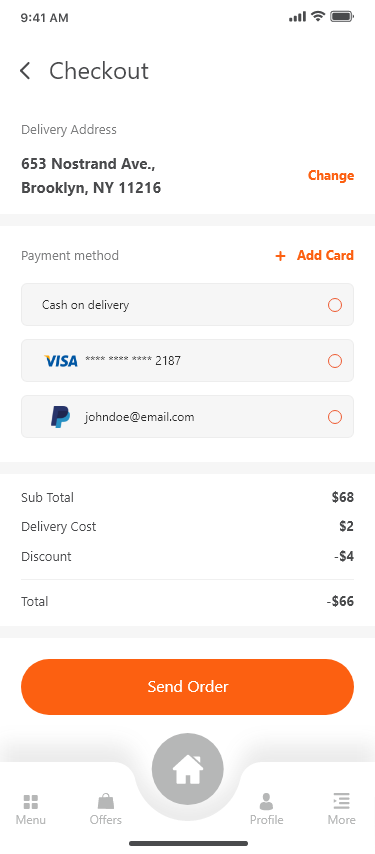 9:41 AM
Checkout
Delivery Address
653 Nostrand Ave.,
Brooklyn, NY 11216
Change
Payment method
+ Add Card
Cash on delivery
VISA **** **** **** 2187
johndoe@email.com
Sub Total $68
Delivery Cost $2
Discount -$4
Total -$66
Send Order
Menu Offers Profile More